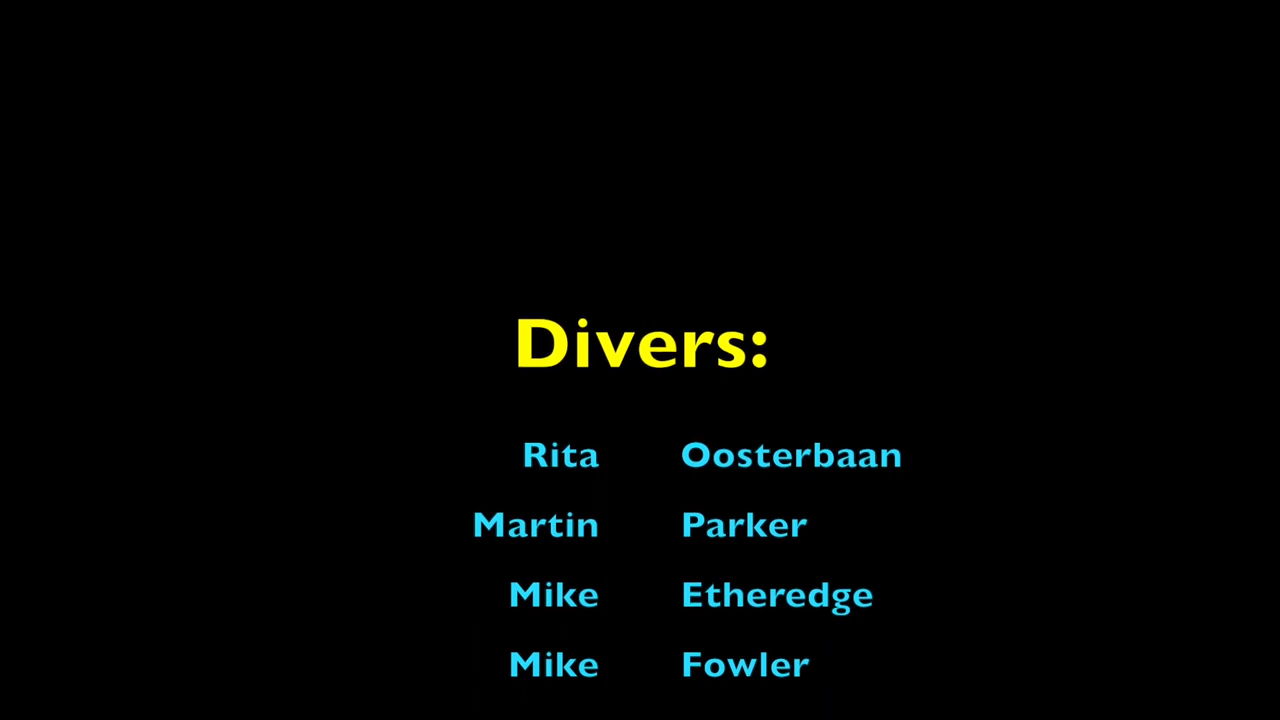 Divers:
Rita Oosterbaan
Martin Parker
Mike Etheredge
Mike Fowler